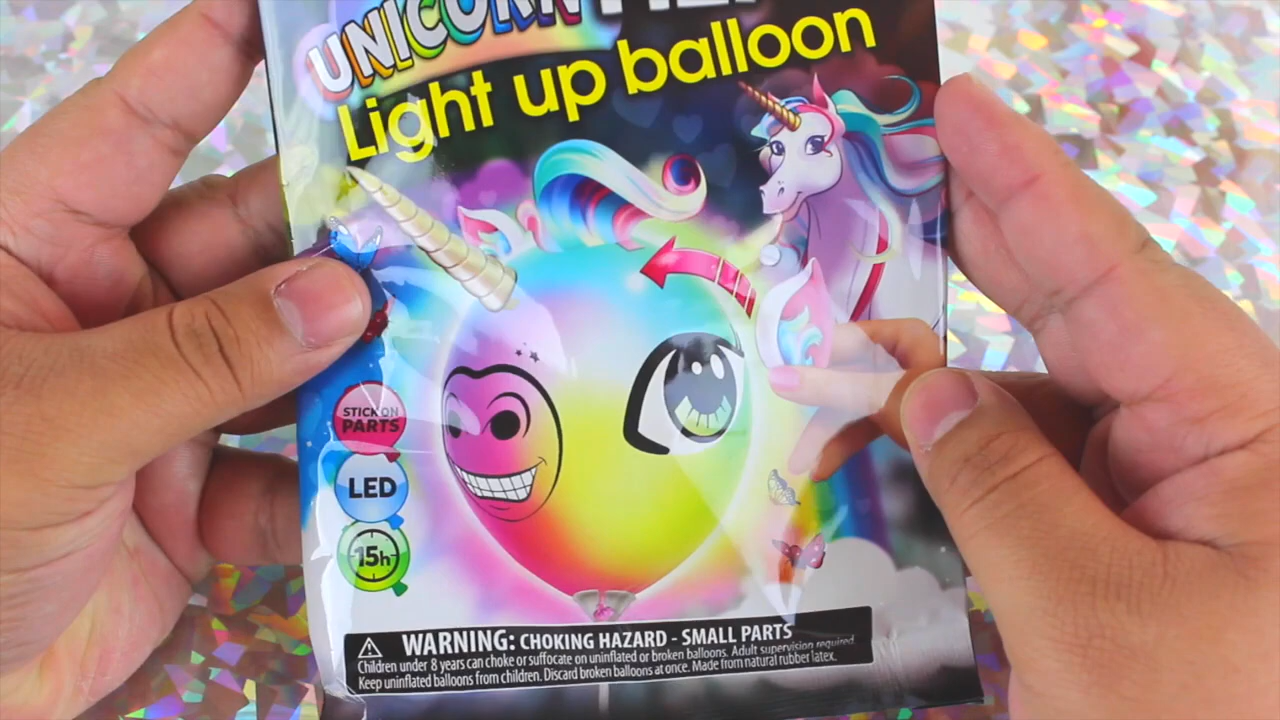 UNICORN
Light up balloon
STICK ON
PARTS
LED
15h
WARNING: CHOKING HAZARD - SMALL PARTS
Children under 8 years can choke or suffocate on uninflated or broken balloons. Adult supervision required.
Keep uninflated balloons from children. Discard broken balloons at once. Made from natural rubber latex.